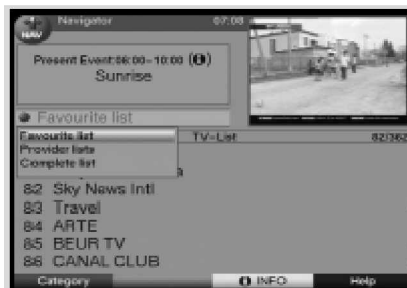 NAV
Navigator 07:08
Present Event:06:00-10:00 (i)
Sunrise
Favourite list
Favourite list
Provider lists
Complete list
TV-List 82/362
a
82 Sky News Intl
83 Travel
84 ARTE
85 BEUR TV
86 CANAL CLUB
Category i INFO Help